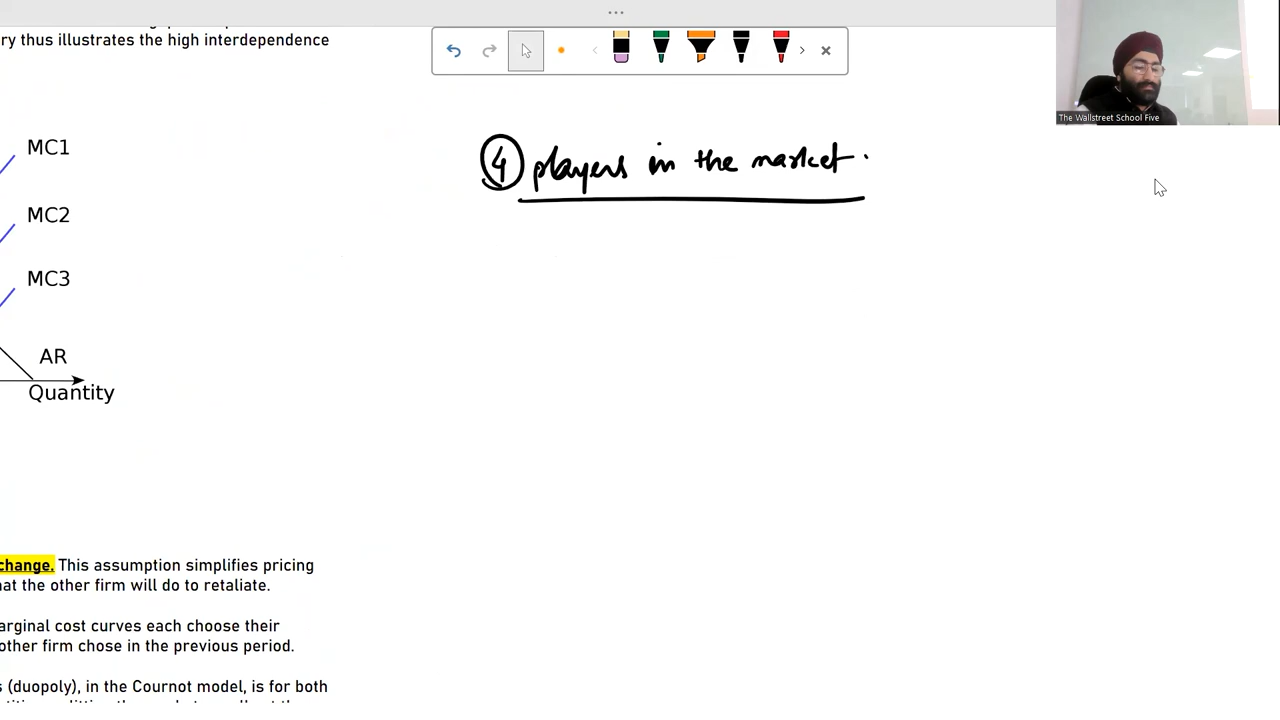 ry thus illustrates the high interdependence
The Wallstreet School Five
④ players in the market.
MC1
MC2
MC3
AR
Quantity
change. This assumption simplifies pricing
hat the other firm will do to retaliate.
arginal cost curves each choose their
other firm chose in the previous period.
s (duopoly), in the Cournot model, is for both